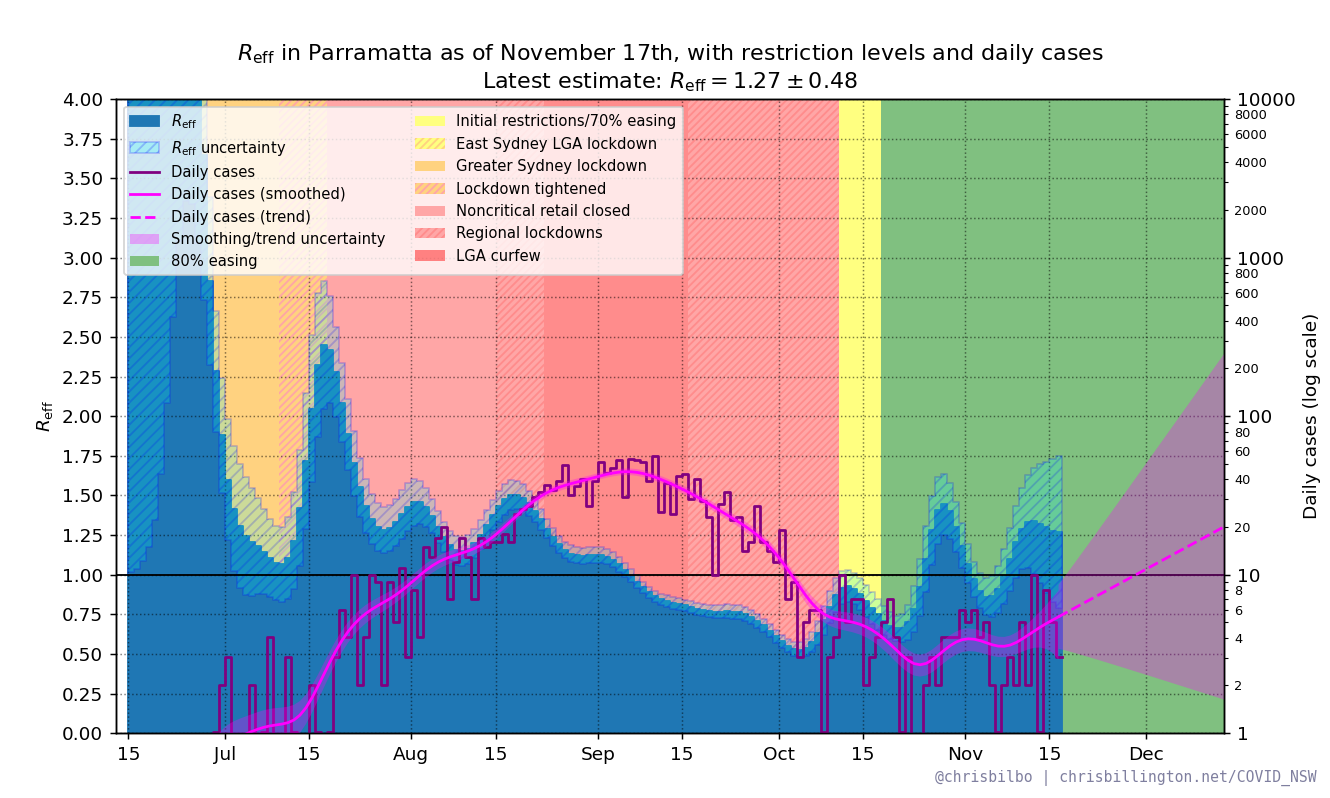 R_eff in Parramatta as of November 17th, with restriction levels and daily cases
Latest estimate: R_eff = 1.27 ± 0.48
R_eff
R_eff uncertainty
Daily cases
Daily cases (smoothed)
Daily cases (trend)
Smoothing/trend uncertainty
80% easing
Initial restrictions/70% easing
East Sydney LGA lockdown
Greater Sydney lockdown
Lockdown tightened
Noncritical retail closed
Regional lockdowns
LGA curfew
R_eff
4.00
3.75
3.50
3.25
3.00
2.75
2.50
2.25
2.00
1.75
1.50
1.25
1.00
0.75
0.50
0.25
0.00
10000
8000
6000
4000
2000
1000
800
600
400
200
100
80
60
40
20
10
8
6
4
2
1
Daily cases (log scale)
15 Jul 15 Aug 15 Sep 15 Oct 15 Nov 15 Dec
@chrisbilbo | chrisbillington.net/COVID_NSW